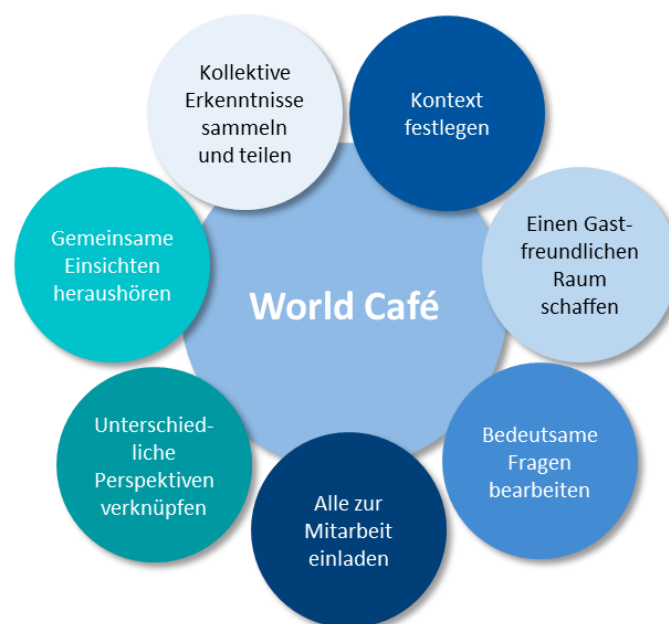 World Café
Kontext
festlegen
Einen Gast-
freundlichen
Raum
schaffen
Bedeutsame
Fragen
bearbeiten
Alle zur
Mitarbeit
einladen
Unterschied-
liche
Perspektiven
verknüpfen
Gemeinsame
Einsichten
heraushören
Kollektive
Erkenntnisse
sammeln
und teilen